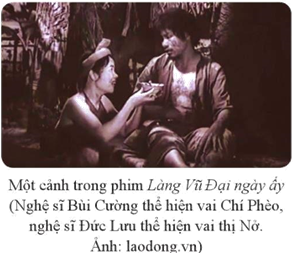 Một cảnh trong phim Làng Vũ Đại ngày ấy
(Nghệ sĩ Bùi Cường thể hiện vai Chí Phèo,
nghệ sĩ Đức Lưu thể hiện vai thị Nở.
Ảnh: laodong.vn)